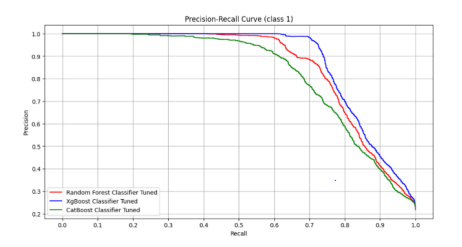 Precision-Recall Curve (class 1)
1.0
0.9
0.8
0.7
0.6
0.5
0.4
0.3
0.2
Precision
Random Forest Classifier Tuned
XgBoost Classifier Tuned
CatBoost Classifier Tuned
0.0 0.1 0.2 0.3 0.4 0.5 0.6 0.7 0.8 0.9 1.0
Recall